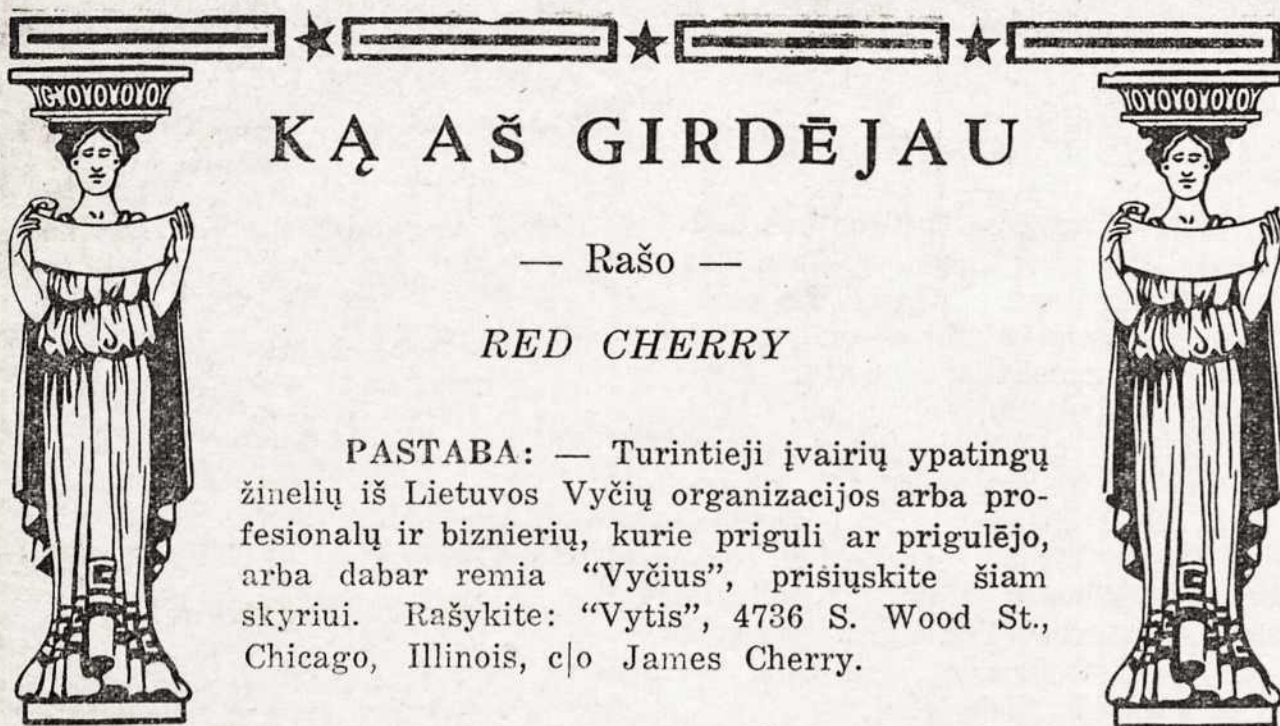 KĄ AŠ GIRDĒJAU
— Rašo —
RED CHERRY
PASTABA: — Turintieji įvairių ypatingų
žinelių iš Lietuvos Vyčių organizacijos arba pro-
fesionalų ir biznierių, kurie priguli ar prigulējo,
arba dabar remia “Vyčius”, prisiųskite šiam
skyriui. Rašykite: “Vytis”, 4736 S. Wood St.,
Chicago, Illinois, c|o James Cherry.